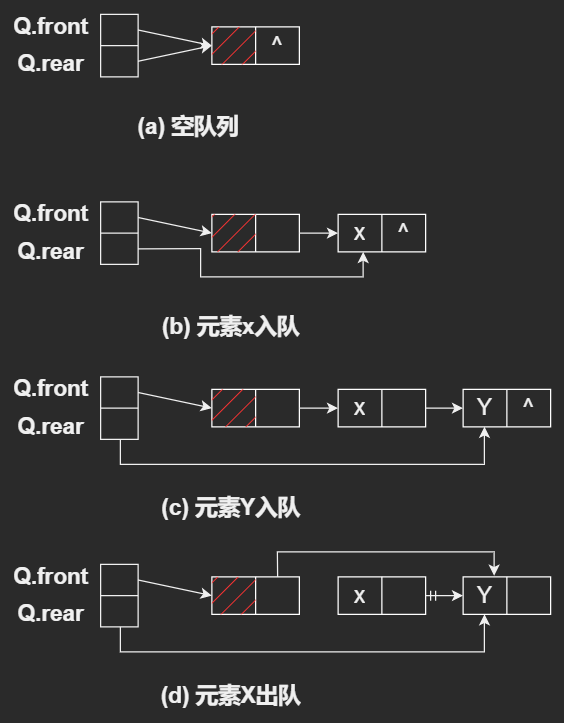 Q.front
Q.rear
^
(a) 空队列
Q.front
Q.rear
x
^
(b) 元素x入队
Q.front
Q.rear
x
Y
^
(c) 元素Y入队
Q.front
Q.rear
x
Y
(d) 元素X出队